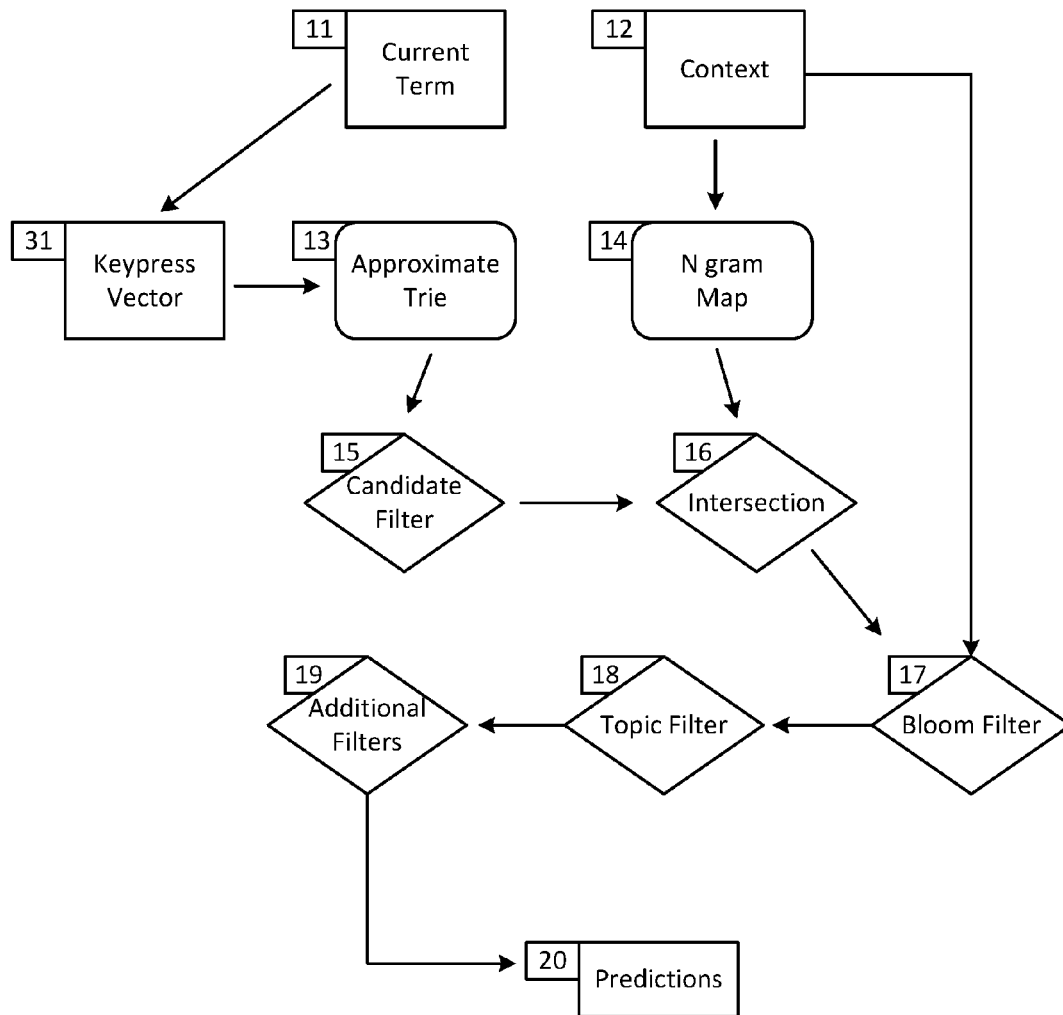 11
Current
Term
12
Context
31
Keypress
Vector
13
Approximate
Trie
14
N gram
Map
15
Candidate
Filter
16
Intersection
19
Additional
Filters
18
Topic Filter
17
Bloom Filter
20
Predictions